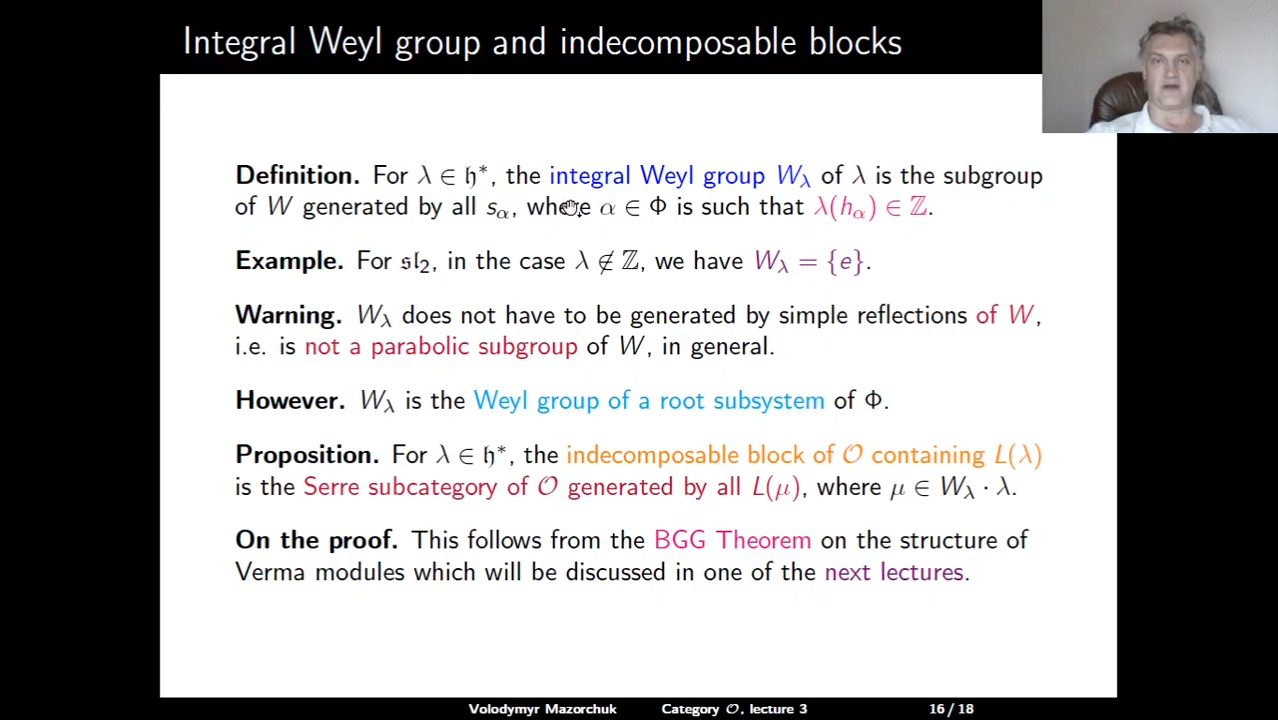 Integral Weyl group and indecomposable blocks
Definition. For λ ∈ 𝔥*, the integral Weyl group W_λ of λ is the subgroup
of W generated by all s_α, where α ∈ Φ is such that λ(h_α) ∈ ℤ.
Example. For 𝔰𝔩₂, in the case λ ∉ ℤ, we have W_λ = {e}.
Warning. W_λ does not have to be generated by simple reflections of W,
i.e. is not a parabolic subgroup of W, in general.
However. W_λ is the Weyl group of a root subsystem of Φ.
Proposition. For λ ∈ 𝔥*, the indecomposable block of 𝒪 containing L(λ)
is the Serre subcategory of 𝒪 generated by all L(μ), where μ ∈ W_λ · λ.
On the proof. This follows from the BGG Theorem on the structure of
Verma modules which will be discussed in one of the next lectures.
Volodymyr Mazorchuk Category 𝒪, lecture 3 16 / 18